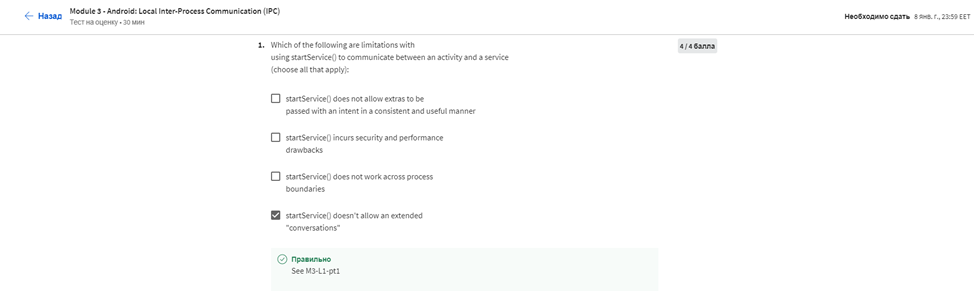 Назад
Module 3 - Android: Local Inter-Process Communication (IPC)
Тест на оценку • 30 мин
Необходимо сдать 8 янв. г., 23:59 EET
1. Which of the following are limitations with
using startService() to communicate between an activity and a service
(choose all that apply):
4 / 4 балла
startService() does not allow extras to be
passed with an intent in a consistent and useful manner
startService() incurs security and performance
drawbacks
startService() does not work across process
boundaries
startService() doesn't allow an extended
"conversations"
Правильно
See M3-L1-pt1